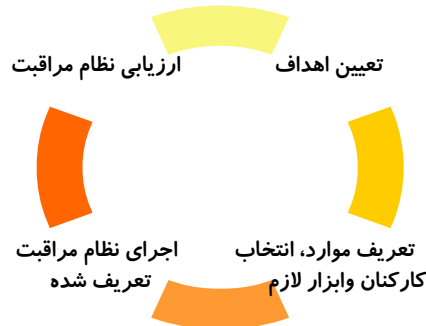 تعیین اهداف
ارزیابی نظام مراقبت
تعریف موارد، انتخاب
کارکنان وابزار لازم
اجرای نظام مراقبت
تعریف شده